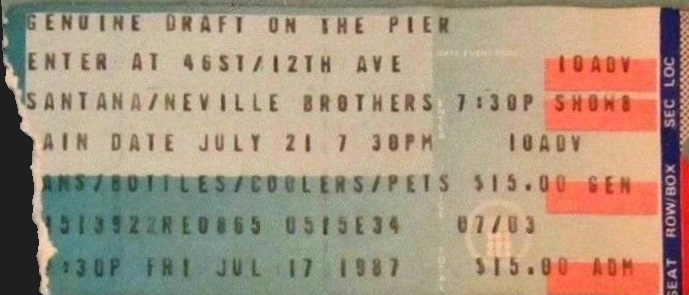 GENUINE DRAFT ON THE PIER
ENTER AT 46ST/12TH AVE 10ADV
SANTANA/NEVILLE BROTHERS 7:30P SHOW8
AIN DATE JULY 21 7 30PM 10ADV
ANS/BOTTLES/COOLERS/PETS $15.00 GEN
1513922RE0865 0515E34 07/03
:30P FRI JUL 17 1987 $15.00 ADM
SEAT ROW/BOX SEC LOC